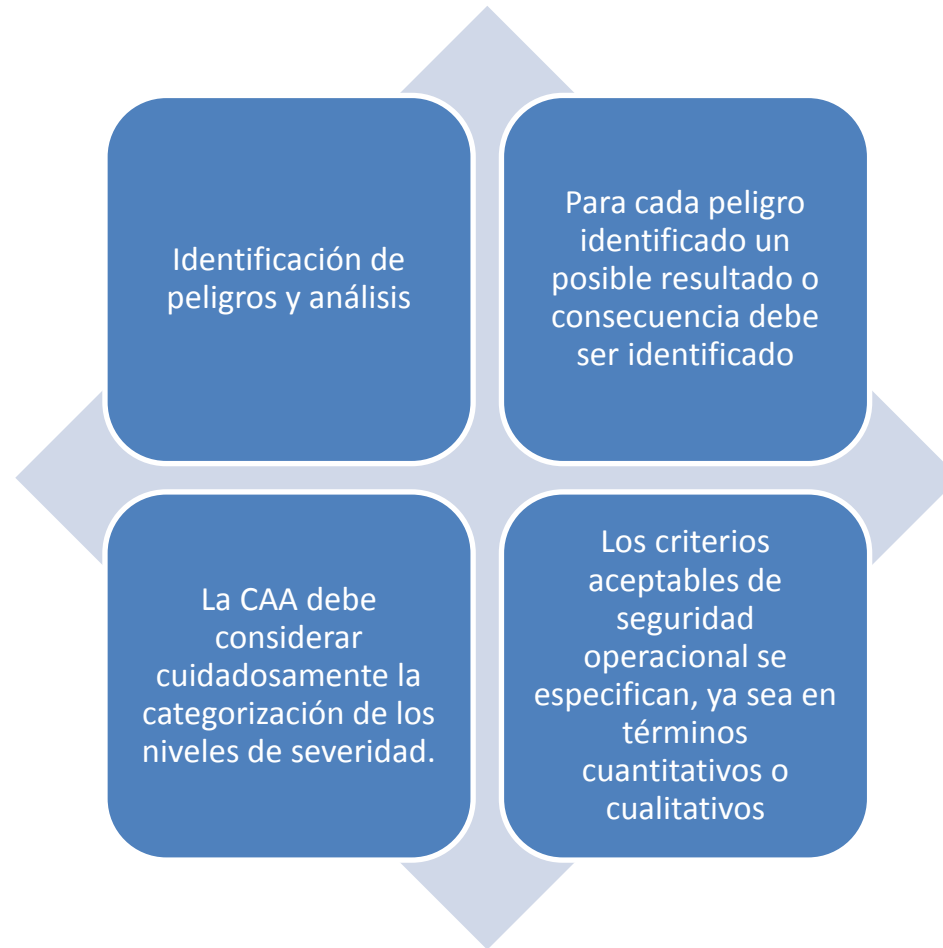 Identificación de
peligros y análisis
Para cada peligro
identificado un
posible resultado o
consecuencia debe
ser identificado
La CAA debe
considerar
cuidadosamente la
categorización de los
niveles de severidad.
Los criterios
aceptables de
seguridad
operacional se
especifican, ya sea en
términos
cuantitativos o
cualitativos